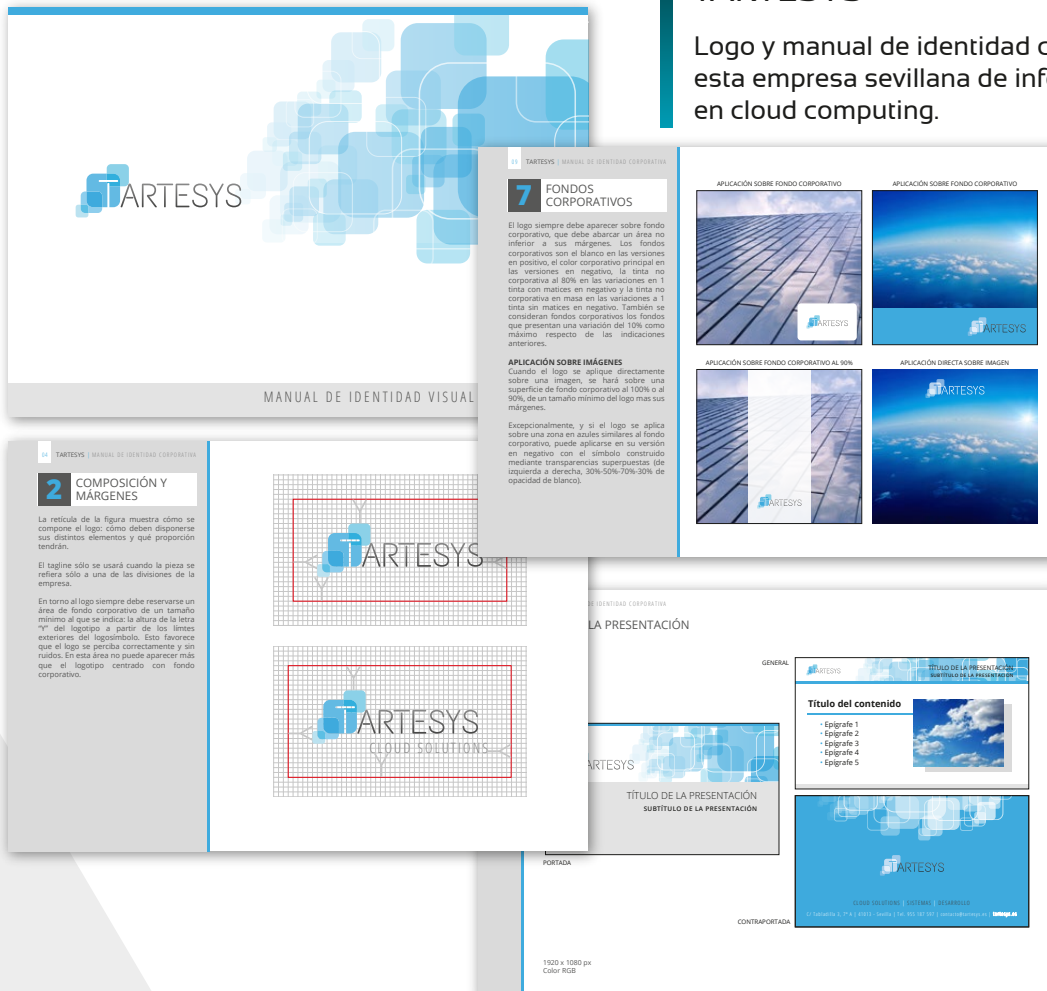 TARTESYS
Logo y manual de identidad
esta empresa sevillana de
en cloud computing.
TARTESYS
MANUAL DE IDENTIDAD VISUAL
09 TARTESYS | MANUAL DE IDENTIDAD CORPORATIVA
7 FONDOS
CORPORATIVOS
El logo siempre debe aparecer sobre fondo
corporativo, que debe abarcar un área no
inferior a sus márgenes. Los fondos
corporativos son el blanco en las versiones
en positivo, el color corporativo principal en
las versiones en negativo, la tinta no
corporativa al 80% en las variaciones en 1
tinta con matices en negativo y la tinta no
corporativa en masa en las variaciones a 1
tinta sin matices en negativo. También se
consideran fondos corporativos los fondos
que presentan una variación del 10% como
máximo respecto de las indicaciones
anteriores.
APLICACIÓN SOBRE IMÁGENES
Cuando el logo se aplique directamente
sobre una imagen, se hará sobre una
superficie de fondo corporativo al 100% o al
90%, de un tamaño mínimo del logo mas sus
márgenes.
Excepcionalmente, y si el logo se aplica
sobre una zona en azules similares al fondo
corporativo, puede aplicarse en su versión
en negativo con el símbolo construido
mediante transparencias superpuestas (de
izquierda a derecha, 30%-50%-70%-30% de
opacidad de blanco).
APLICACIÓN SOBRE FONDO CORPORATIVO
TARTESYS
APLICACIÓN SOBRE FONDO CORPORATIVO
TARTESYS
APLICACIÓN SOBRE FONDO CORPORATIVO AL 90%
TARTESYS
APLICACIÓN DIRECTA SOBRE IMAGEN
TARTESYS
04 TARTESYS | MANUAL DE IDENTIDAD CORPORATIVA
2 COMPOSICIÓN Y
MÁRGENES
La retícula de la figura muestra cómo se
compone el logo: cómo deben disponerse
sus distintos elementos y qué proporción
tendrán.
El tagline sólo se usará cuando la pieza se
refiera sólo a una de las divisiones de la
empresa.
En torno al logo siempre debe reservarse un
área de fondo corporativo de un tamaño
mínimo al que se indica: la altura de la letra
"Y" del logotipo a partir de los límtes
exteriores del logosímbolo. Esto favorece
que el logo se perciba correctamente y sin
ruidos. En esta área no puede aparecer más
que el logotipo centrado con fondo
corporativo.
TARTESYS
TARTESYS
CLOUD SOLUTIONS
DE IDENTIDAD CORPORATIVA
LA PRESENTACIÓN
GENERAL
TARTESYS
TÍTULO DE LA PRESENTACIÓN
SUBTÍTULO DE LA PRESENTACIÓN
Título del contenido
• Epígrafe 1
• Epígrafe 2
• Epígrafe 3
• Epígrafe 4
• Epígrafe 5
ARTESYS
TÍTULO DE LA PRESENTACIÓN
SUBTÍTULO DE LA PRESENTACIÓN
PORTADA
TARTESYS
CLOUD SOLUTIONS | SISTEMAS | DESARROLLO
CONTRAPORTADA
1920 x 1080 px
Color RGB